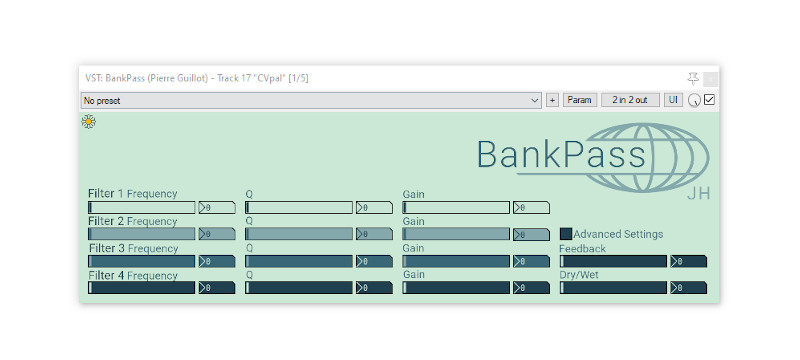 VST: BankPass (Pierre Guillot) - Track 17 "CVpal" [1/5]
No preset + Param 2 in 2 out UI
BankPass
JH
Filter 1 Frequency Q Gain
0 0 0
Filter 2 Frequency Q Gain
0 0 0 Advanced Settings
Filter 3 Frequency Q Gain Feedback
0 0 0 0
Filter 4 Frequency Q Gain Dry/Wet
0 0 0 0